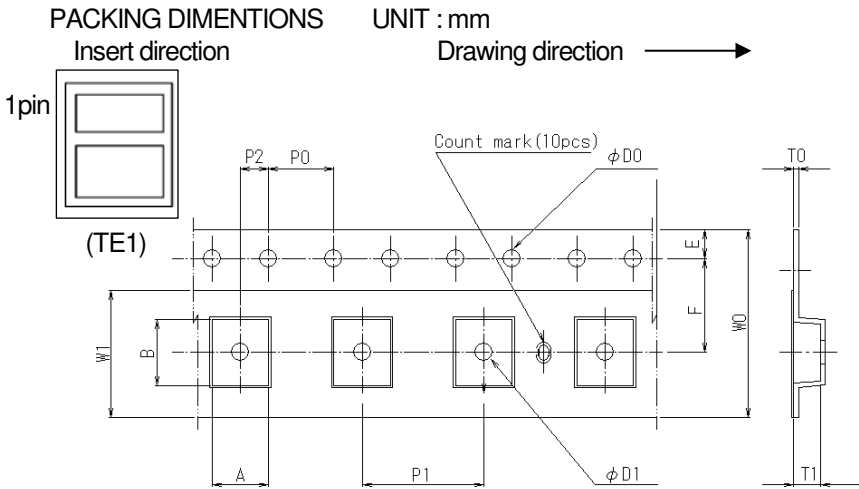 PACKING DIMENTIONS UNIT : mm
Insert direction Drawing direction
1pin
(TE1)
Count mark(10pcs)
P2 P0 φD0 T0
E
F
W0
W1
B
A P1 φD1 T1